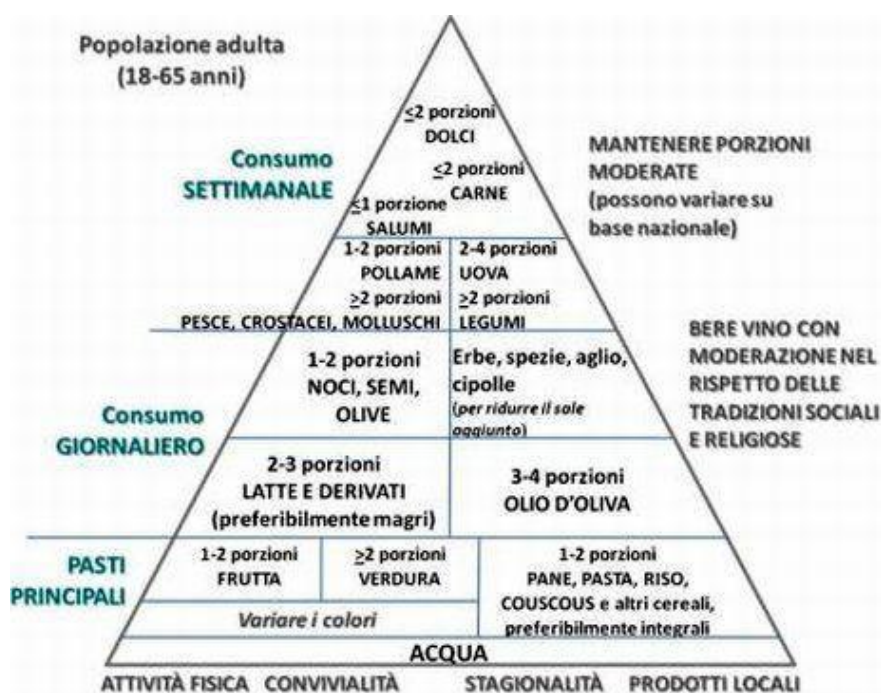 Popolazione adulta
(18-65 anni)
≤2 porzioni
DOLCI
Consumo
SETTIMANALE
≤2 porzioni
CARNE
≤1 porzione
SALUMI
MANTENERE PORZIONI
MODERATE
(possono variare su
base nazionale)
1-2 porzioni
POLLAME
2-4 porzioni
UOVA
≥2 porzioni
PESCE, CROSTACEI, MOLLUSCHI
≥2 porzioni
LEGUMI
BERE VINO CON
MODERAZIONE NEL
RISPETTO DELLE
TRADIZIONI SOCIALI
E RELIGIOSE
Consumo
GIORNALIERO
1-2 porzioni
NOCI, SEMI,
OLIVE
Erbe, spezie, aglio,
cipolle
(per ridurre il sale
aggiunto)
2-3 porzioni
LATTE E DERIVATI
(preferibilmente magri)
3-4 porzioni
OLIO D'OLIVA
PASTI
PRINCIPALI
1-2 porzioni
FRUTTA
≥2 porzioni
VERDURA
Variare i colori
1-2 porzioni
PANE, PASTA, RISO,
COUSCOUS e altri cereali,
preferibilmente integrali
ACQUA
ATTIVITÀ FISICA CONVIVIALITÀ STAGIONALITÀ PRODOTTI LOCALI